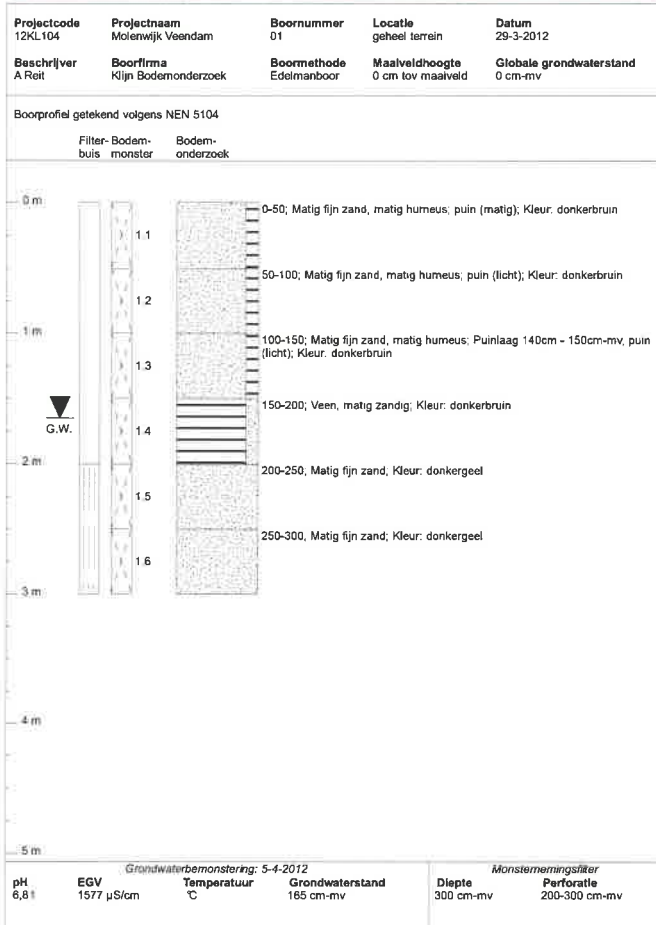 Projectcode Projectnaam Boornummer Locatie Datum
12KL104 Molenwijk Veendam 01 geheel terrein 29-3-2012
Beschrijver Boorfirma Boormethode Maaiveldhoogte Globale grondwaterstand
A Reit Klijn Bodemonderzoek Edelmanboor 0 cm tov maaiveld 0 cm-mv
Boorprofiel getekend volgens NEN 5104
Filter- Bodem- Bodem-
buis monster onderzoek
0 m
0-50; Matig fijn zand, matig humeus; puin (matig); Kleur: donkerbruin
1.1
50-100; Matig fijn zand, matig humeus; puin (licht); Kleur: donkerbruin
1.2
1 m
100-150; Matig fijn zand, matig humeus; Puinlaag 140cm - 150cm-mv, puin
(licht); Kleur: donkerbruin
1.3
150-200; Veen, matig zandig; Kleur: donkerbruin
G.W.
1.4
2 m
200-250, Matig fijn zand; Kleur: donkergeel
1.5
250-300, Matig fijn zand; Kleur: donkergeel
1.6
3 m
4 m
5 m
Grondwaterbemonstering: 5-4-2012 Monsternemingsfilter
pH EGV Temperatuur Grondwaterstand Diepte Perforatie
6,81 1577 µS/cm °C 165 cm-mv 300 cm-mv 200-300 cm-mv